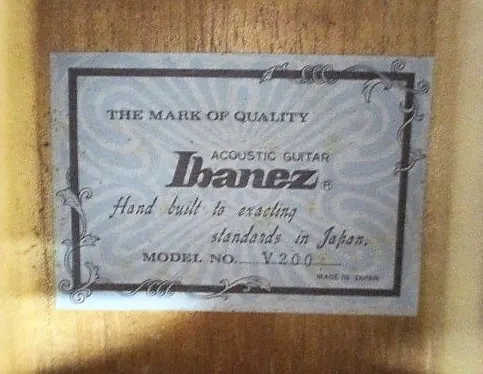 THE MARK OF QUALITY
ACOUSTIC GUITAR
Ibanez ®
Hand built to exacting
standards in Japan.
MODEL NO. V200
MADE IN JAPAN